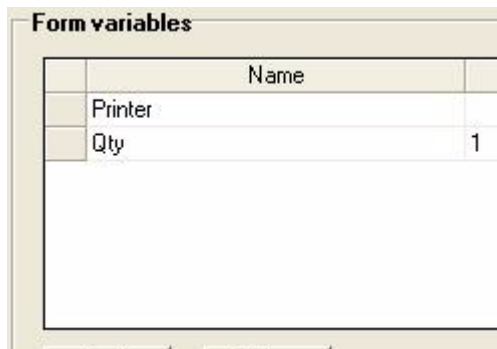 Form variables
Name
Printer
Qty 1